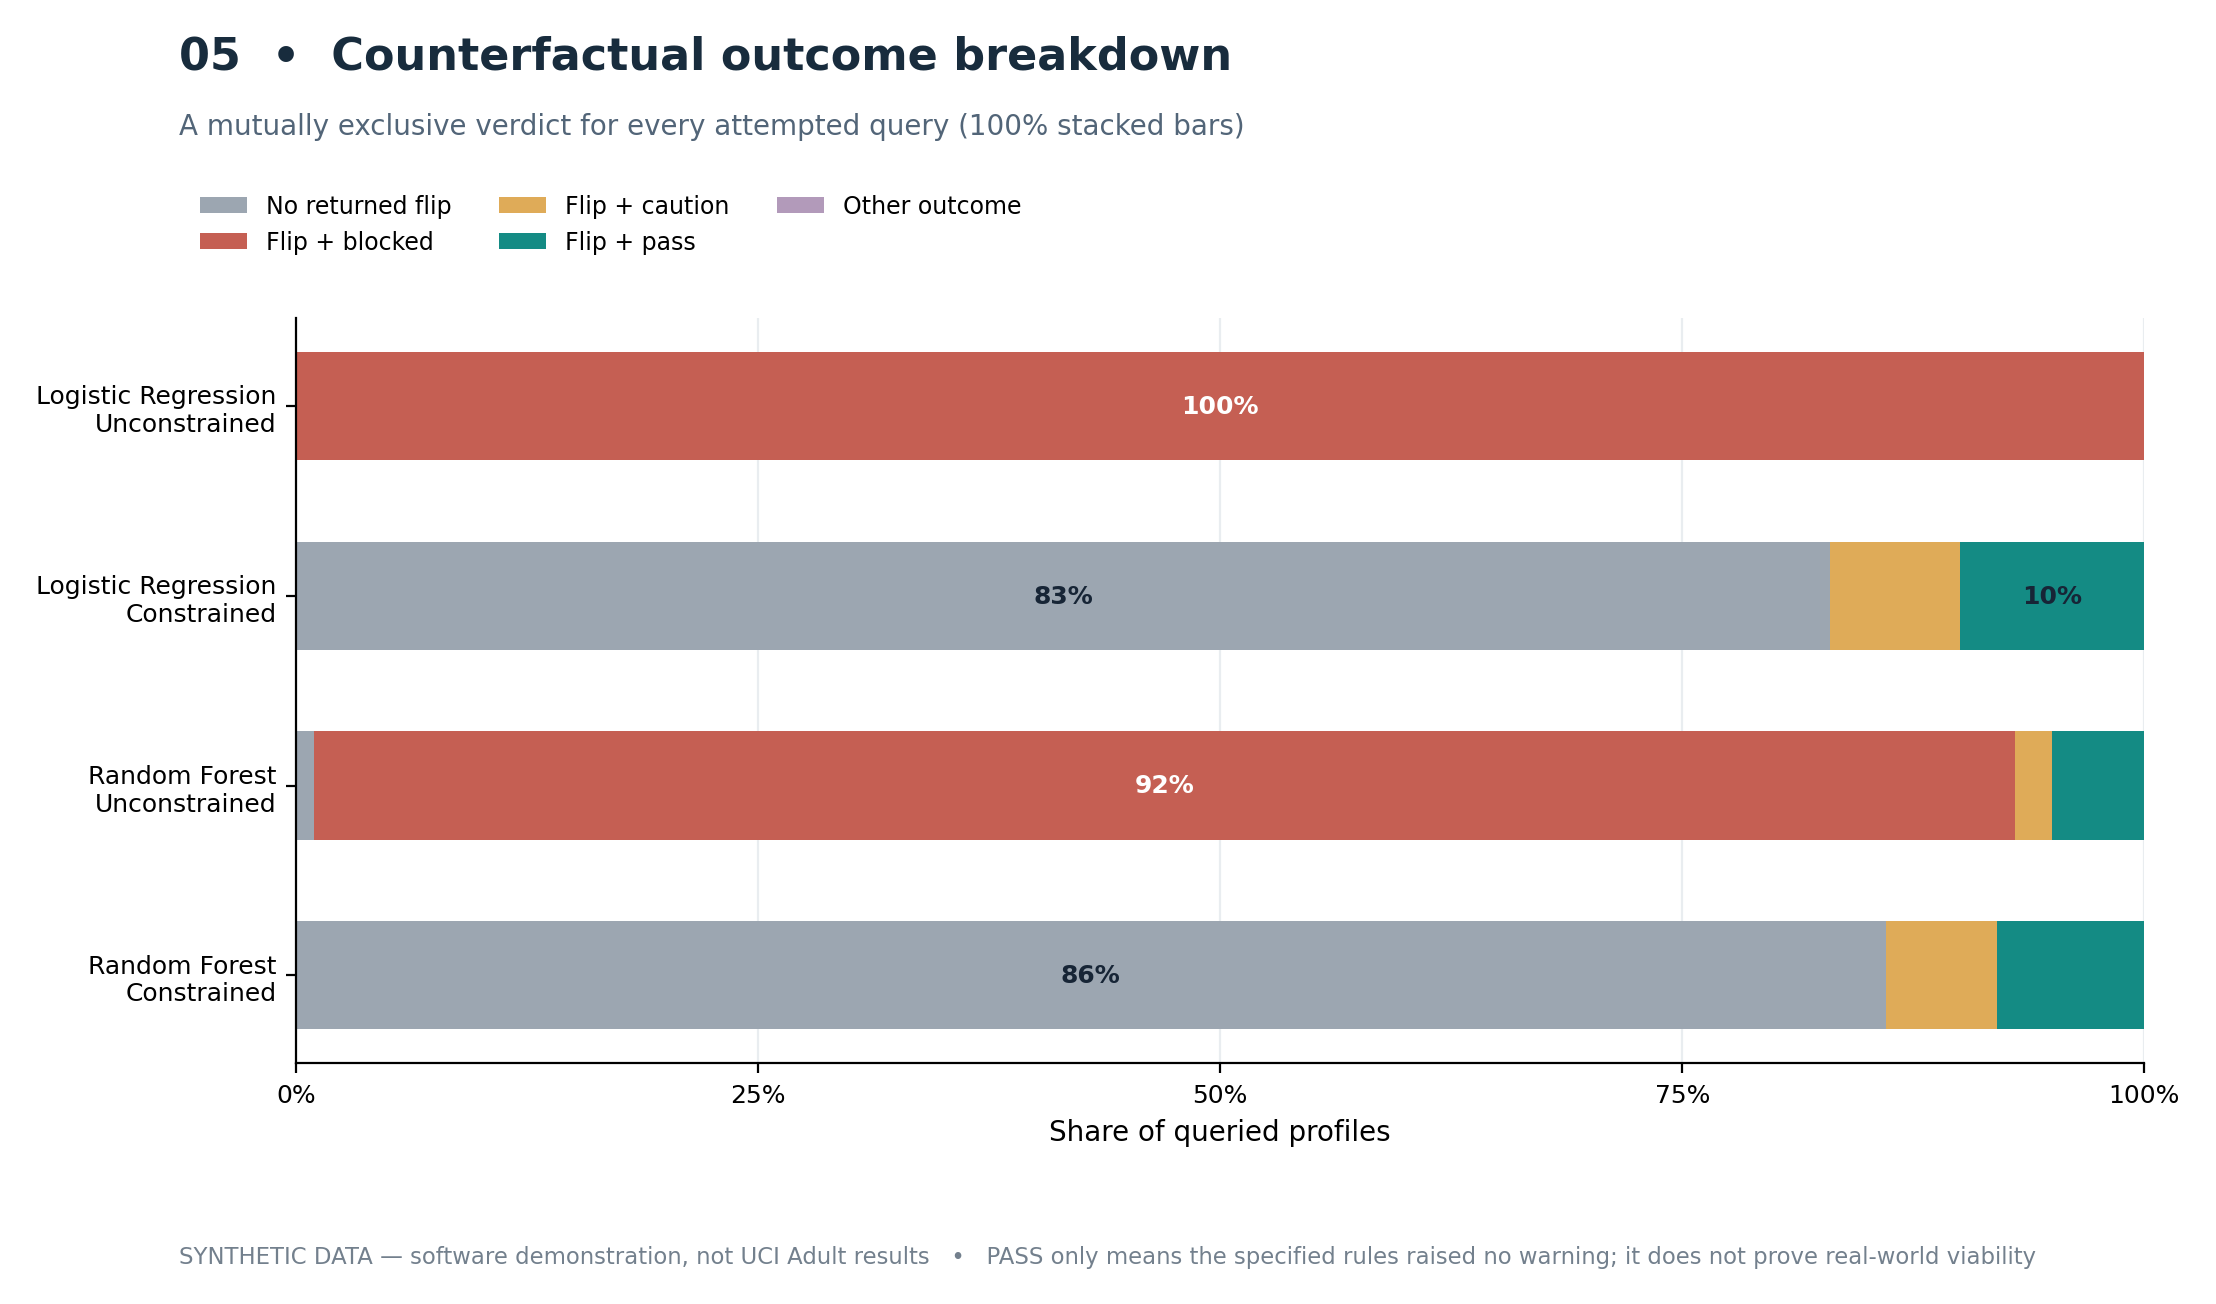 05 • Counterfactual outcome breakdown
A mutually exclusive verdict for every attempted query (100% stacked bars)
No returned flip
Flip + caution
Other outcome
Flip + blocked
Flip + pass
Logistic Regression
Unconstrained
100%
Logistic Regression
Constrained
83%
10%
Random Forest
Unconstrained
92%
Random Forest
Constrained
86%
0%
25%
50%
75%
100%
Share of queried profiles
SYNTHETIC DATA — software demonstration, not UCI Adult results • PASS only means the specified rules raised no warning; it does not prove real-world viability